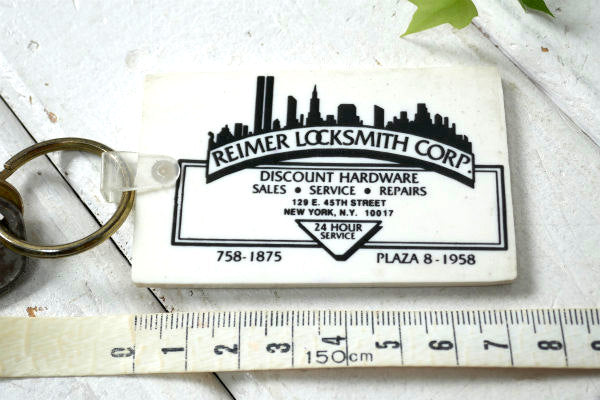 REIMER LOCKSMITH CORP.
DISCOUNT HARDWARE
SALES • SERVICE • REPAIRS
129 E. 45TH STREET
NEW YORK, N.Y. 10017
24 HOUR
SERVICE
758-1875 PLAZA 8-1958
0 1 2 3 4 5 6 7 8 9
150cm